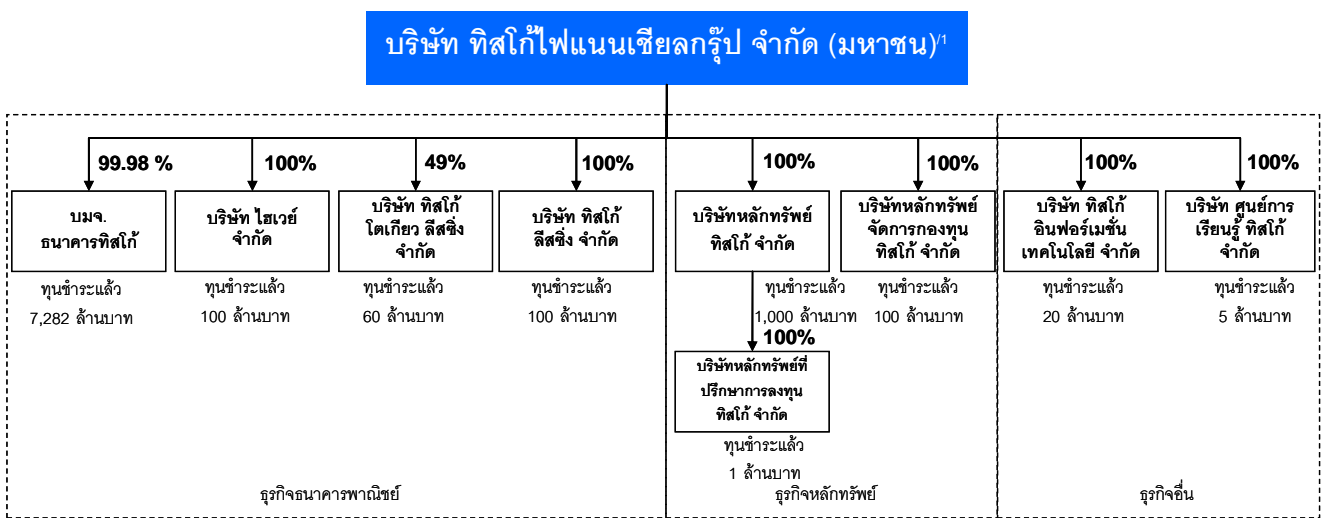 บริษัท ทิสโก้ไฟแนนเชียลกรุ๊ป จำกัด (มหาชน)/1
99.98 %
100%
49%
100%
100%
100%
100%
100%
บมจ.
ธนาคารทิสโก้
ทุนชำระแล้ว
7,282 ล้านบาท
บริษัท ไฮเวย์
จำกัด
ทุนชำระแล้ว
100 ล้านบาท
บริษัท ทิสโก้
โตเกียว ลีสซิ่ง
จำกัด
ทุนชำระแล้ว
60 ล้านบาท
บริษัท ทิสโก้
ลีสซิ่ง จำกัด
ทุนชำระแล้ว
100 ล้านบาท
บริษัทหลักทรัพย์
ทิสโก้ จำกัด
ทุนชำระแล้ว
1,000 ล้านบาท
100%
บริษัทหลักทรัพย์ที่
ปรึกษาการลงทุน
ทิสโก้ จำกัด
ทุนชำระแล้ว
1 ล้านบาท
บริษัทหลักทรัพย์
จัดการกองทุน
ทิสโก้ จำกัด
ทุนชำระแล้ว
100 ล้านบาท
บริษัท ทิสโก้
อินฟอร์เมชั่น
เทคโนโลยี จำกัด
ทุนชำระแล้ว
20 ล้านบาท
บริษัท ศูนย์การ
เรียนรู้ ทิสโก้
จำกัด
ทุนชำระแล้ว
5 ล้านบาท
ธุรกิจธนาคารพาณิชย์
ธุรกิจหลักทรัพย์
ธุรกิจอื่น